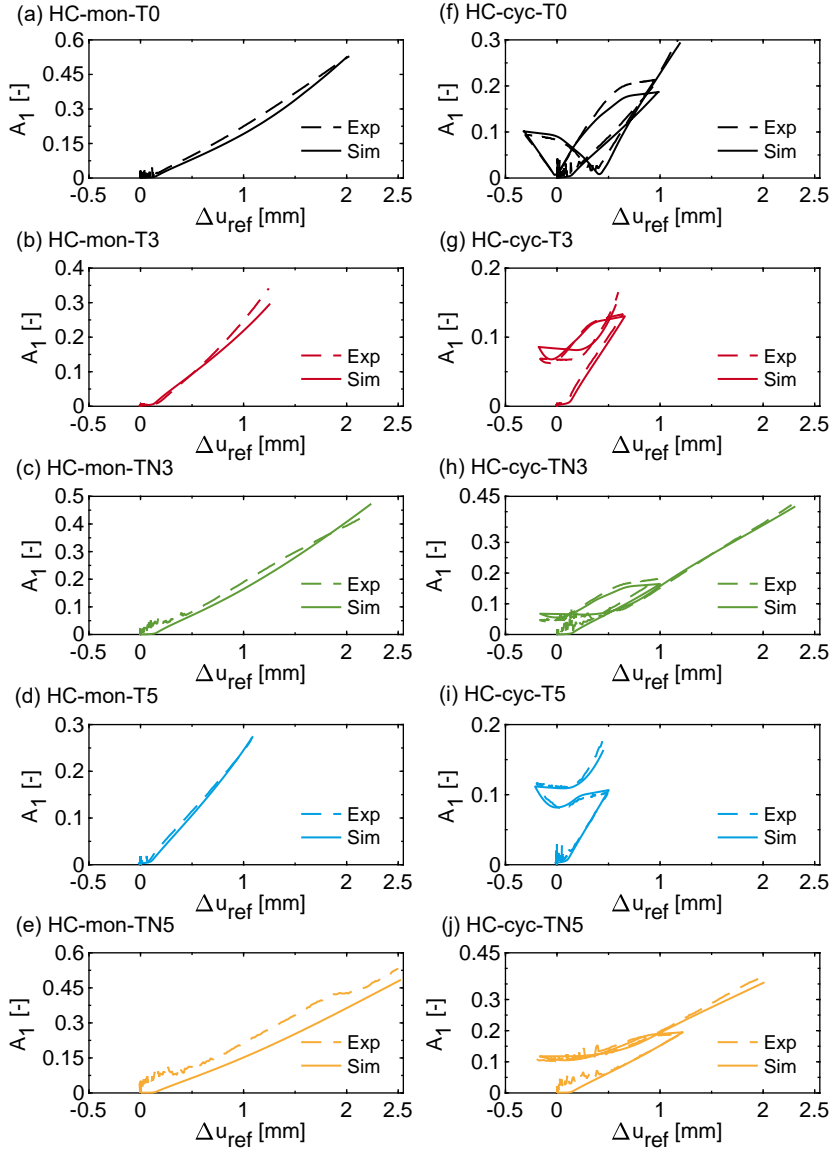 (a) HC-mon-T0
0.6
0.45
0.3
0.15
0
A1 [-]
Exp
Sim
-0.5 0 0.5 1 1.5 2 2.5
Δuref [mm]
(f) HC-cyc-T0
0.3
0.2
0.1
0
A1 [-]
Exp
Sim
-0.5 0 0.5 1 1.5 2 2.5
Δuref [mm]
(b) HC-mon-T3
0.4
0.3
0.2
0.1
0
A1 [-]
Exp
Sim
-0.5 0 0.5 1 1.5 2 2.5
Δuref [mm]
(g) HC-cyc-T3
0.2
0.1
0
A1 [-]
Exp
Sim
-0.5 0 0.5 1 1.5 2 2.5
Δuref [mm]
(c) HC-mon-TN3
0.5
0.4
0.3
0.2
0.1
0
A1 [-]
Exp
Sim
-0.5 0 0.5 1 1.5 2 2.5
Δuref [mm]
(h) HC-cyc-TN3
0.45
0.3
0.15
0
A1 [-]
Exp
Sim
-0.5 0 0.5 1 1.5 2 2.5
Δuref [mm]
(d) HC-mon-T5
0.3
0.2
0.1
0
A1 [-]
Exp
Sim
-0.5 0 0.5 1 1.5 2 2.5
Δuref [mm]
(i) HC-cyc-T5
0.2
0.1
0
A1 [-]
Exp
Sim
-0.5 0 0.5 1 1.5 2 2.5
Δuref [mm]
(e) HC-mon-TN5
0.6
0.45
0.3
0.15
0
A1 [-]
Exp
Sim
-0.5 0 0.5 1 1.5 2 2.5
Δuref [mm]
(j) HC-cyc-TN5
0.45
0.3
0.2
0.1
0
A1 [-]
Exp
Sim
-0.5 0 0.5 1 1.5 2 2.5
Δuref [mm]